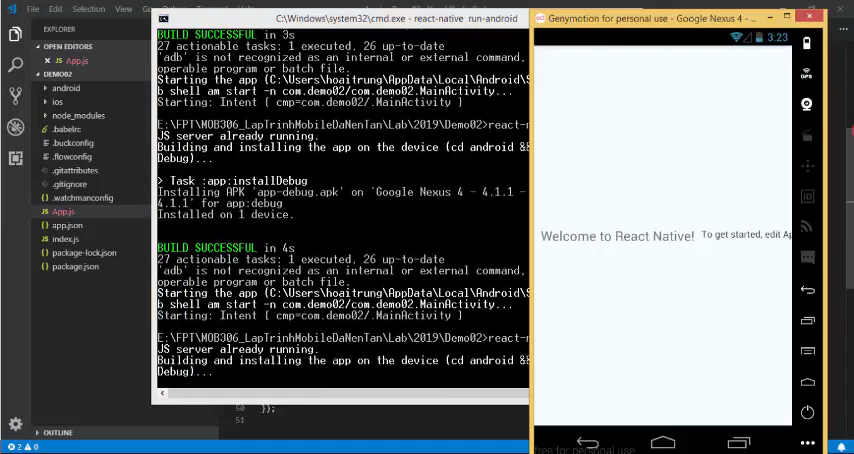 File Edit Selection View Go
EXPLORER
OPEN EDITORS
App.js
DEMO02
android
ios
node_modules
.babelrc
.buckconfig
.flowconfig
.gitattributes
.gitignore
.watchmanconfig
App.js
app.json
index.js
package-lock.json
package.json
OUTLINE
2 0
C:\Windows\system32\cmd.exe - react-native run-android
BUILD SUCCESSFUL in 3s
27 actionable tasks: 1 executed, 26 up-to-date
'adb' is not recognized as an internal or external command,
operable program or batch file.
Starting the app (C:\Users\hoaitrung\AppData\Local\Android\S
b shell am start -n com.demo02/com.demo02.MainActivity...
Starting: Intent { cmp=com.demo02/.MainActivity }
E:\FPT\MOB306_LapTrinhMobileDaNenTan\Lab\2019\Demo02>react-n
JS server already running.
Building and installing the app on the device (cd android &&
Debug)...
> Task :app:installDebug
Installing APK 'app-debug.apk' on 'Google Nexus 4 - 4.1.1 -
4.1.1' for app:debug
Installed on 1 device.
BUILD SUCCESSFUL in 4s
27 actionable tasks: 1 executed, 26 up-to-date
'adb' is not recognized as an internal or external command,
operable program or batch file.
Starting the app (C:\Users\hoaitrung\AppData\Local\Android\S
b shell am start -n com.demo02/com.demo02.MainActivity...
Starting: Intent { cmp=com.demo02/.MainActivity }
E:\FPT\MOB306_LapTrinhMobileDaNenTan\Lab\2019\Demo02>react-n
JS server already running.
Building and installing the app on the device (cd android &&
Debug)...
50 });
51
Genymotion for personal use - Google Nexus 4 - ...
3:23
GPS
Welcome to React Native! To get started, edit Ap
ID
free for personal use